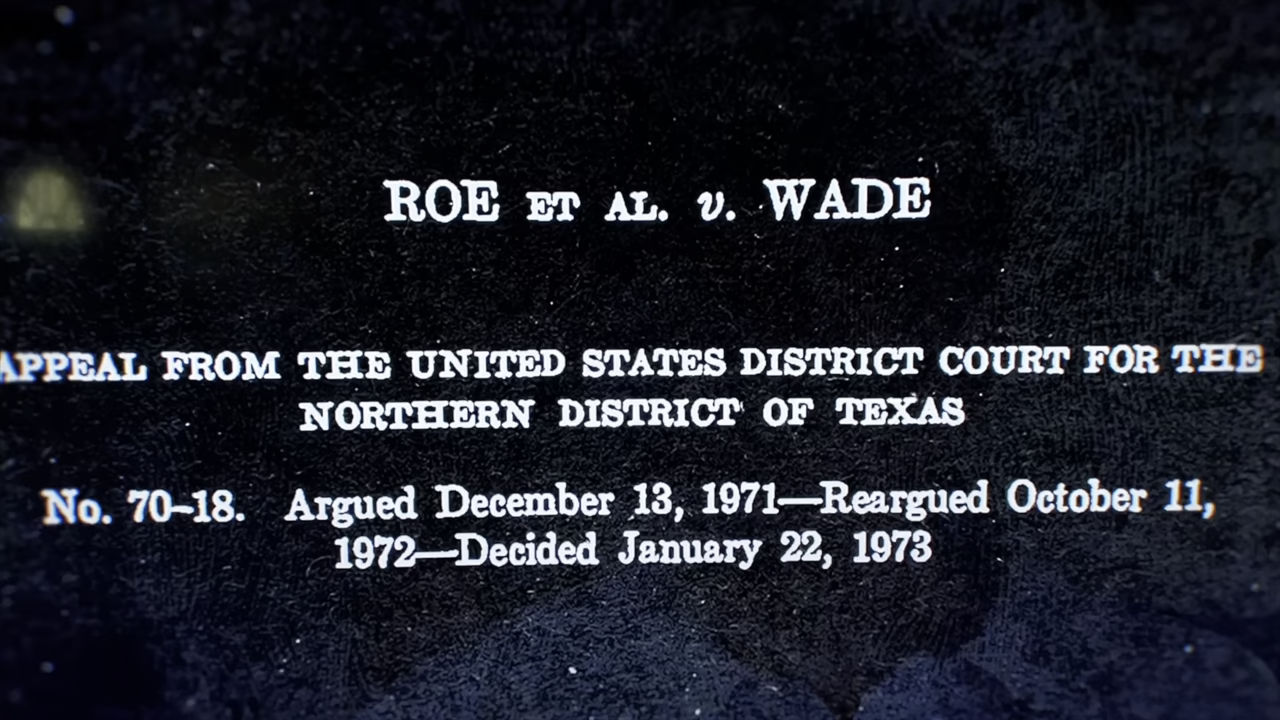 ROE ET AL. v. WADE
APPEAL FROM THE UNITED STATES DISTRICT COURT FOR THE
NORTHERN DISTRICT OF TEXAS
No. 70–18. Argued December 13, 1971—Reargued October 11,
1972—Decided January 22, 1973